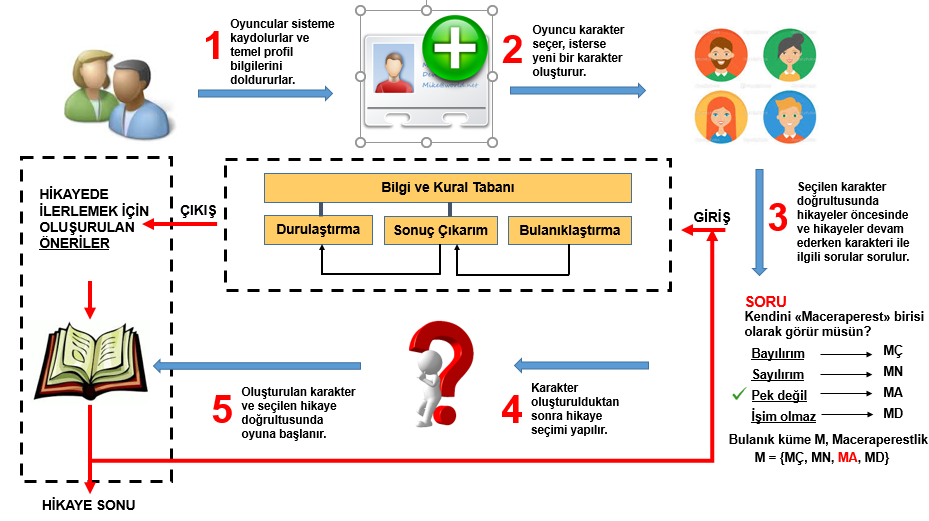 1
Oyuncular sisteme
kaydolurlar ve
temel profil
bilgilerini
doldururlar.
2
Oyuncu karakter
seçer, isterse
yeni bir karakter
oluşturur.
3
Seçilen karakter
doğrultusunda
hikayeler öncesinde
ve hikayeler devam
ederken karakteri ile
ilgili sorular sorulur.
HİKAYEDE
İLERLEMEK İÇİN
OLUŞTURULAN
ÖNERİLER
ÇIKIŞ
Bilgi ve Kural Tabanı
Durulaştırma
Sonuç Çıkarım
Bulanıklaştırma
GİRİŞ
SORU
Kendini «Maceraperest» birisi
olarak görür müsün?
Bayılırım MÇ
Sayılırım MN
Pek değil MA
İşim olmaz MD
Bulanık küme M, Maceraperestlik
M = {MÇ, MN, MA, MD}
4
Karakter
oluşturulduktan
sonra hikaye
seçimi yapılır.
5
Oluşturulan karakter
ve seçilen hikaye
doğrultusunda
oyuna başlanır.
HİKAYE SONU